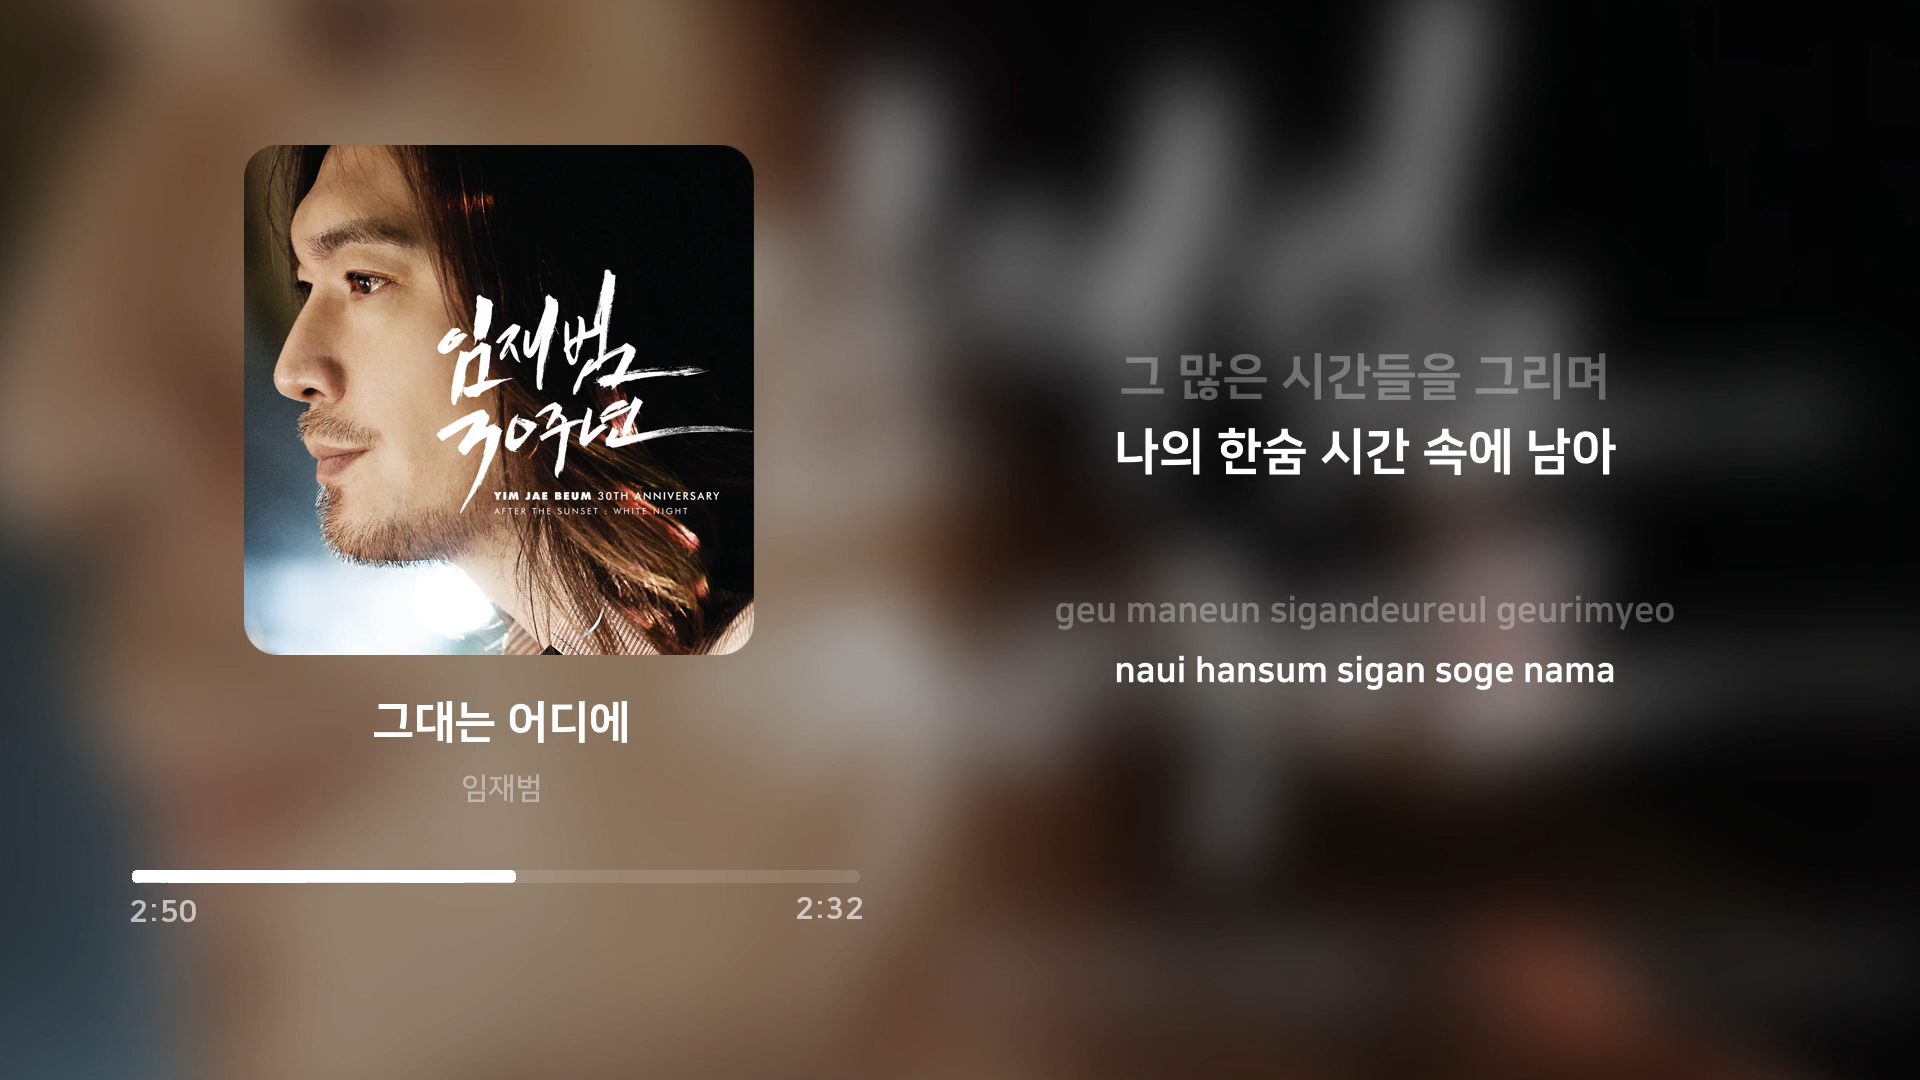 임재범
30주년
YIM JAE BEUM 30TH ANNIVERSARY
AFTER THE SUNSET : WHITE NIGHT
그대는 어디에
임재범
2:50
2:32
그 많은 시간들을 그리며
나의 한숨 시간 속에 남아
geu maneun sigandeureul geurimyeo
naui hansum sigan soge nama